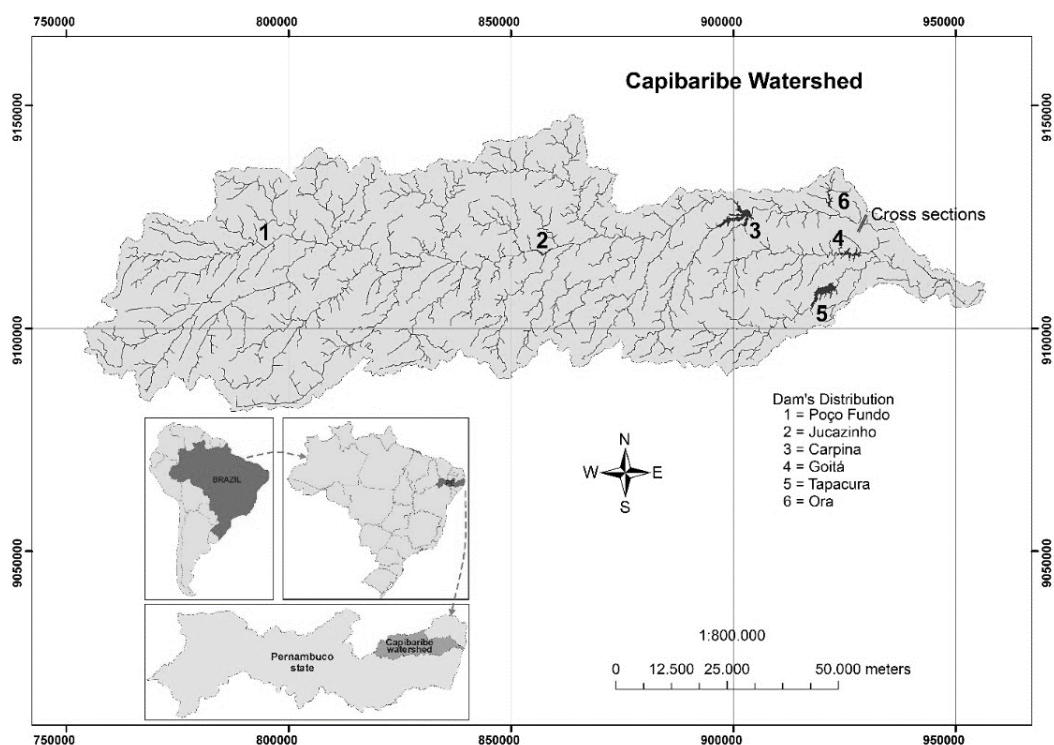 750000 800000 850000 900000 950000
Capibaribe Watershed
9150000 9150000
6
1 2 3 Cross sections
4
5
9100000 9100000
Dam's Distribution
1 = Poço Fundo
2 = Jucazinho
3 = Carpina
4 = Goitá
5 = Tapacura
6 = Ora
N
W E
S
BRAZIL
9050000 9050000
Capibaribe
watershed
Pernambuco
state
1:800.000
0 12.500 25.000 50.000 meters
750000 800000 850000 900000 950000